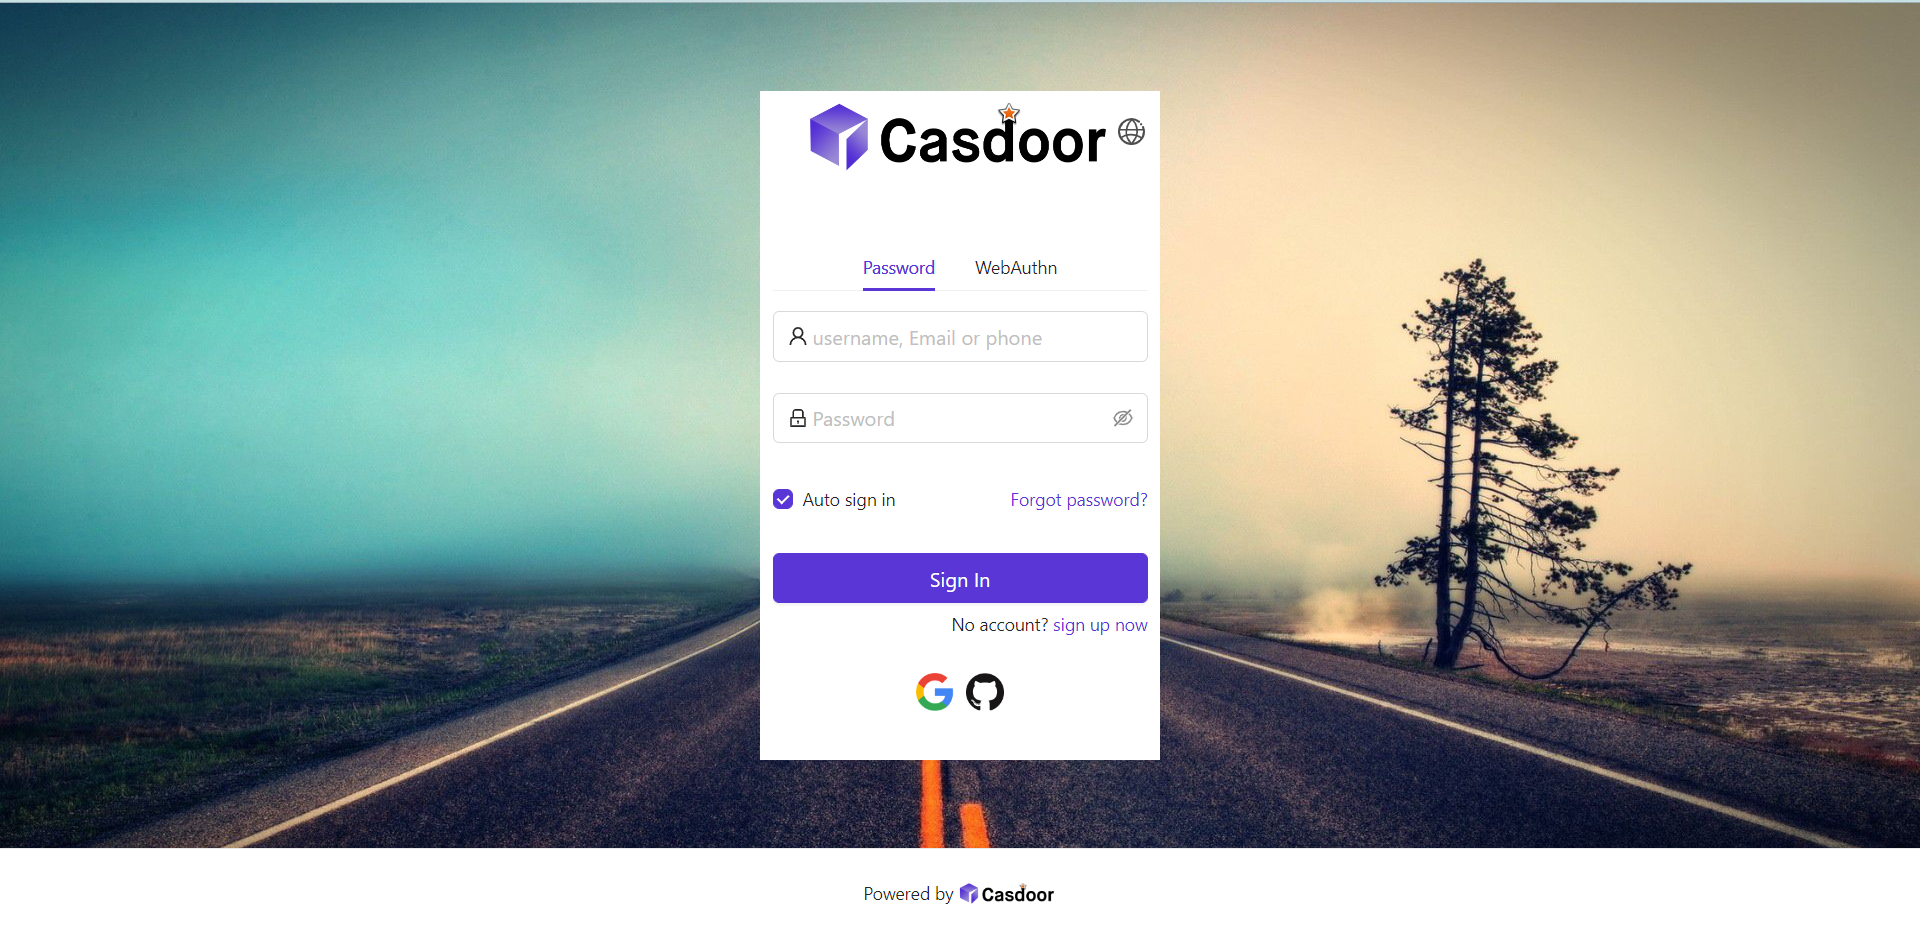 Casdoor
Password WebAuthn
username, Email or phone
Password
Auto sign in Forgot password?
Sign In
No account? sign up now
Powered by Casdoor